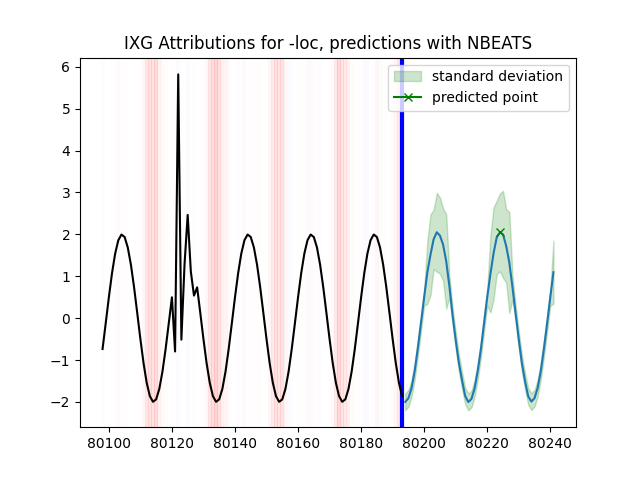 IXG Attributions for -loc, predictions with NBEATS
standard deviation
predicted point
6
5
4
3
2
1
0
−1
−2
80100 80120 80140 80160 80180 80200 80220 80240